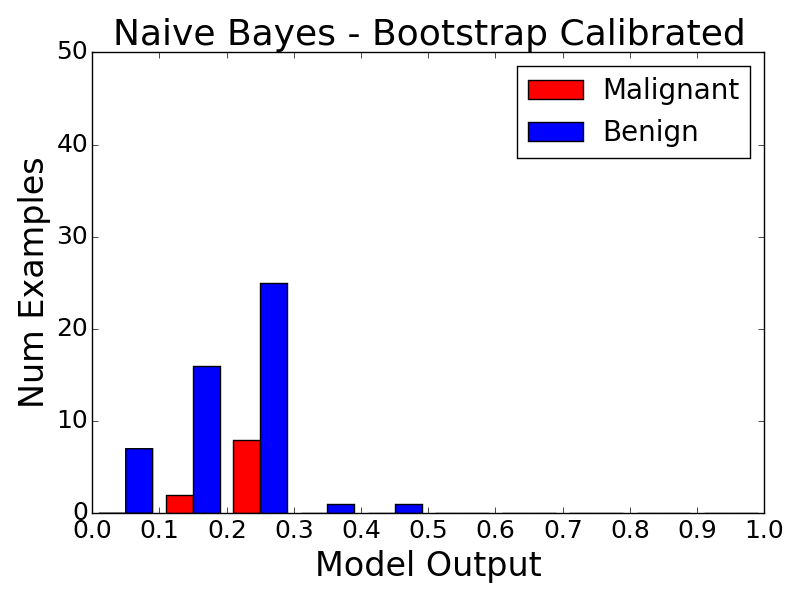 Naive Bayes - Bootstrap Calibrated
Malignant
Benign
Num Examples
50
40
30
20
10
0
0.0 0.1 0.2 0.3 0.4 0.5 0.6 0.7 0.8 0.9 1.0
Model Output